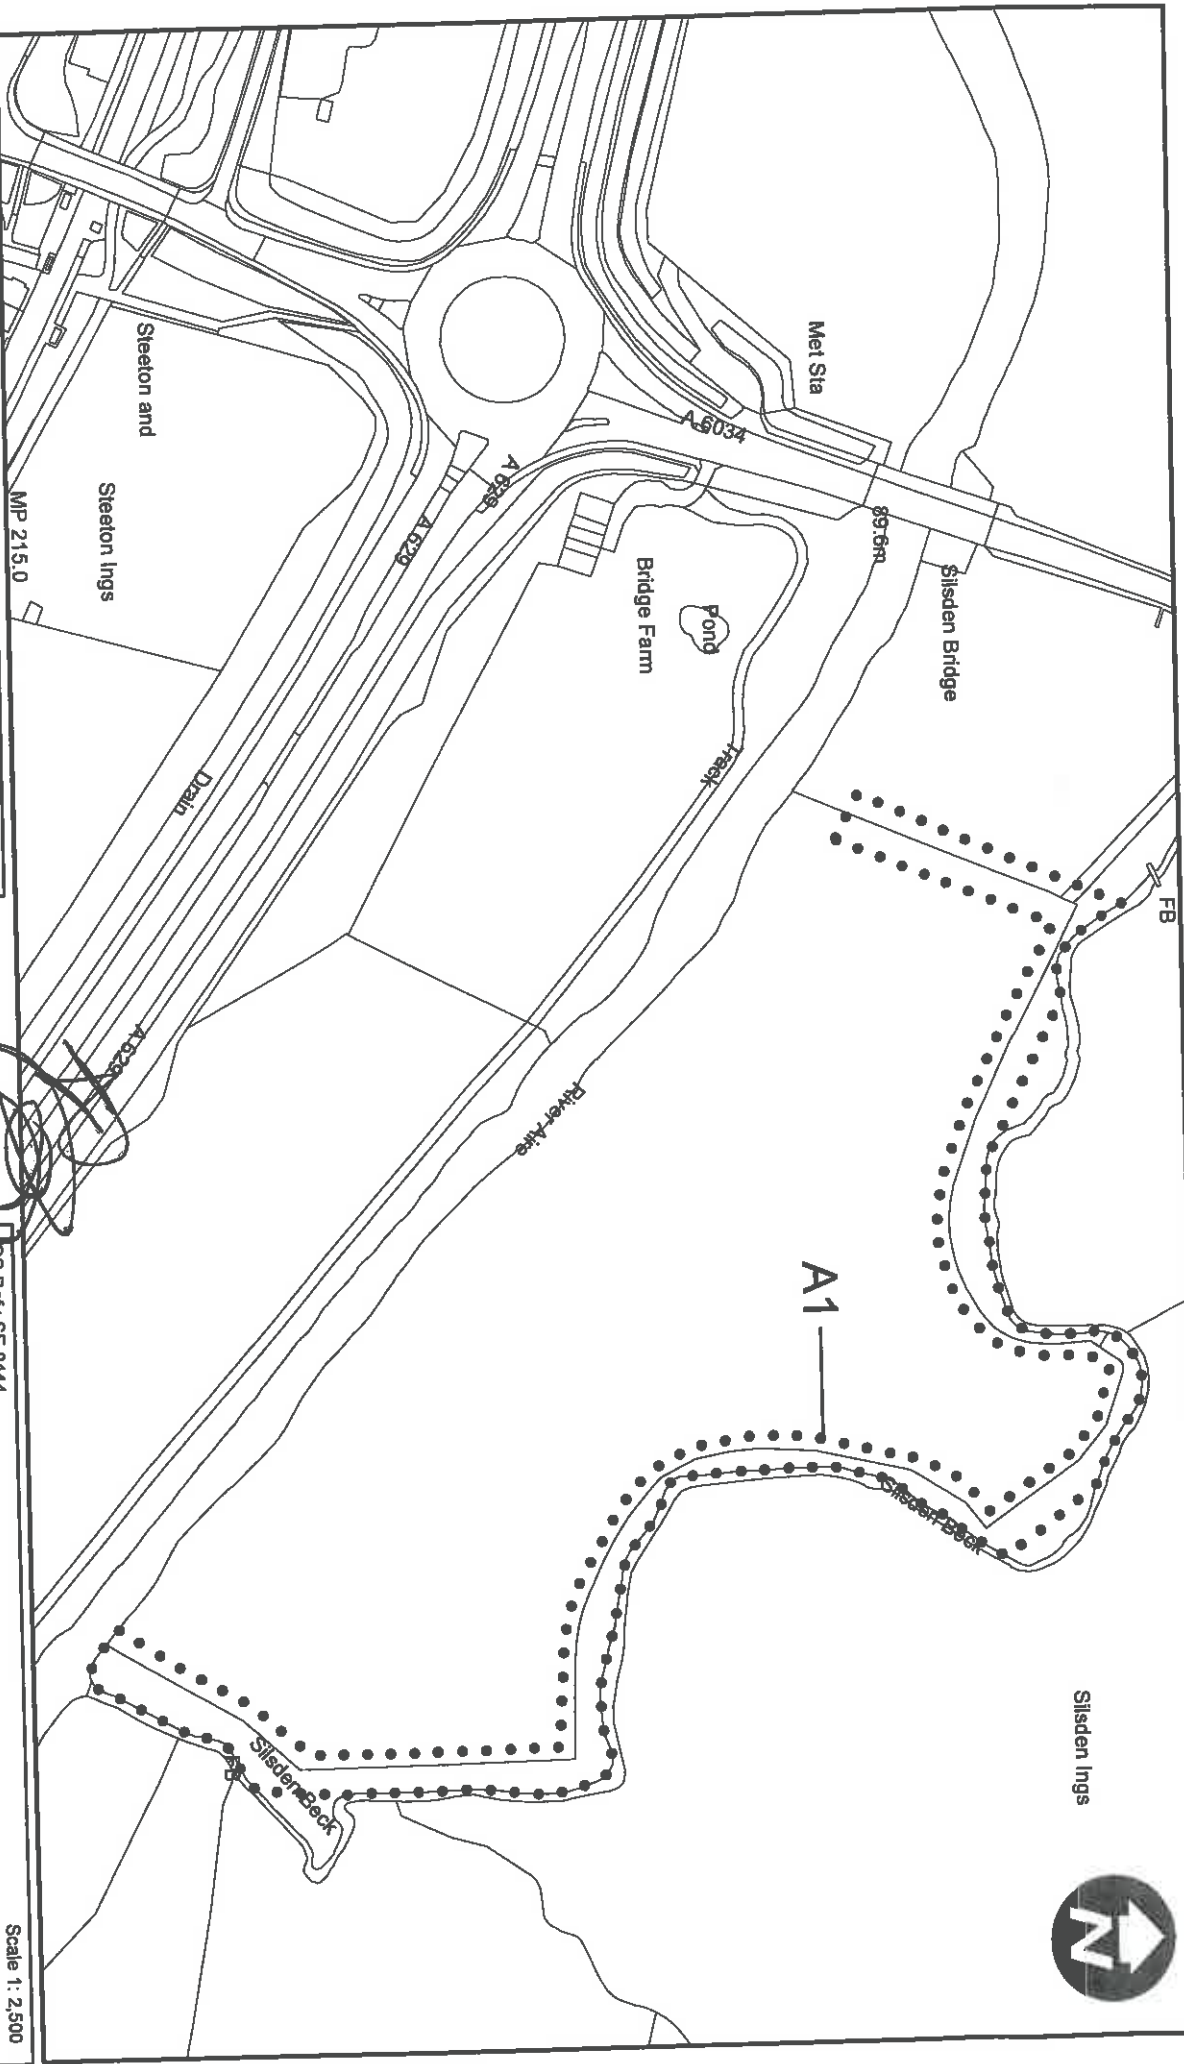 Silsden Ings
N
FB
Silsden Bridge
89.6m
Met Sta
A 6034
A1
Silsden Beck
Pond
Bridge Farm
Track
A 629
A 629
River Aire
Steeton and
Steeton Ings
Drain
A 629
Silsden Beck
FB
MP 215.0
Scale 1: 2,500